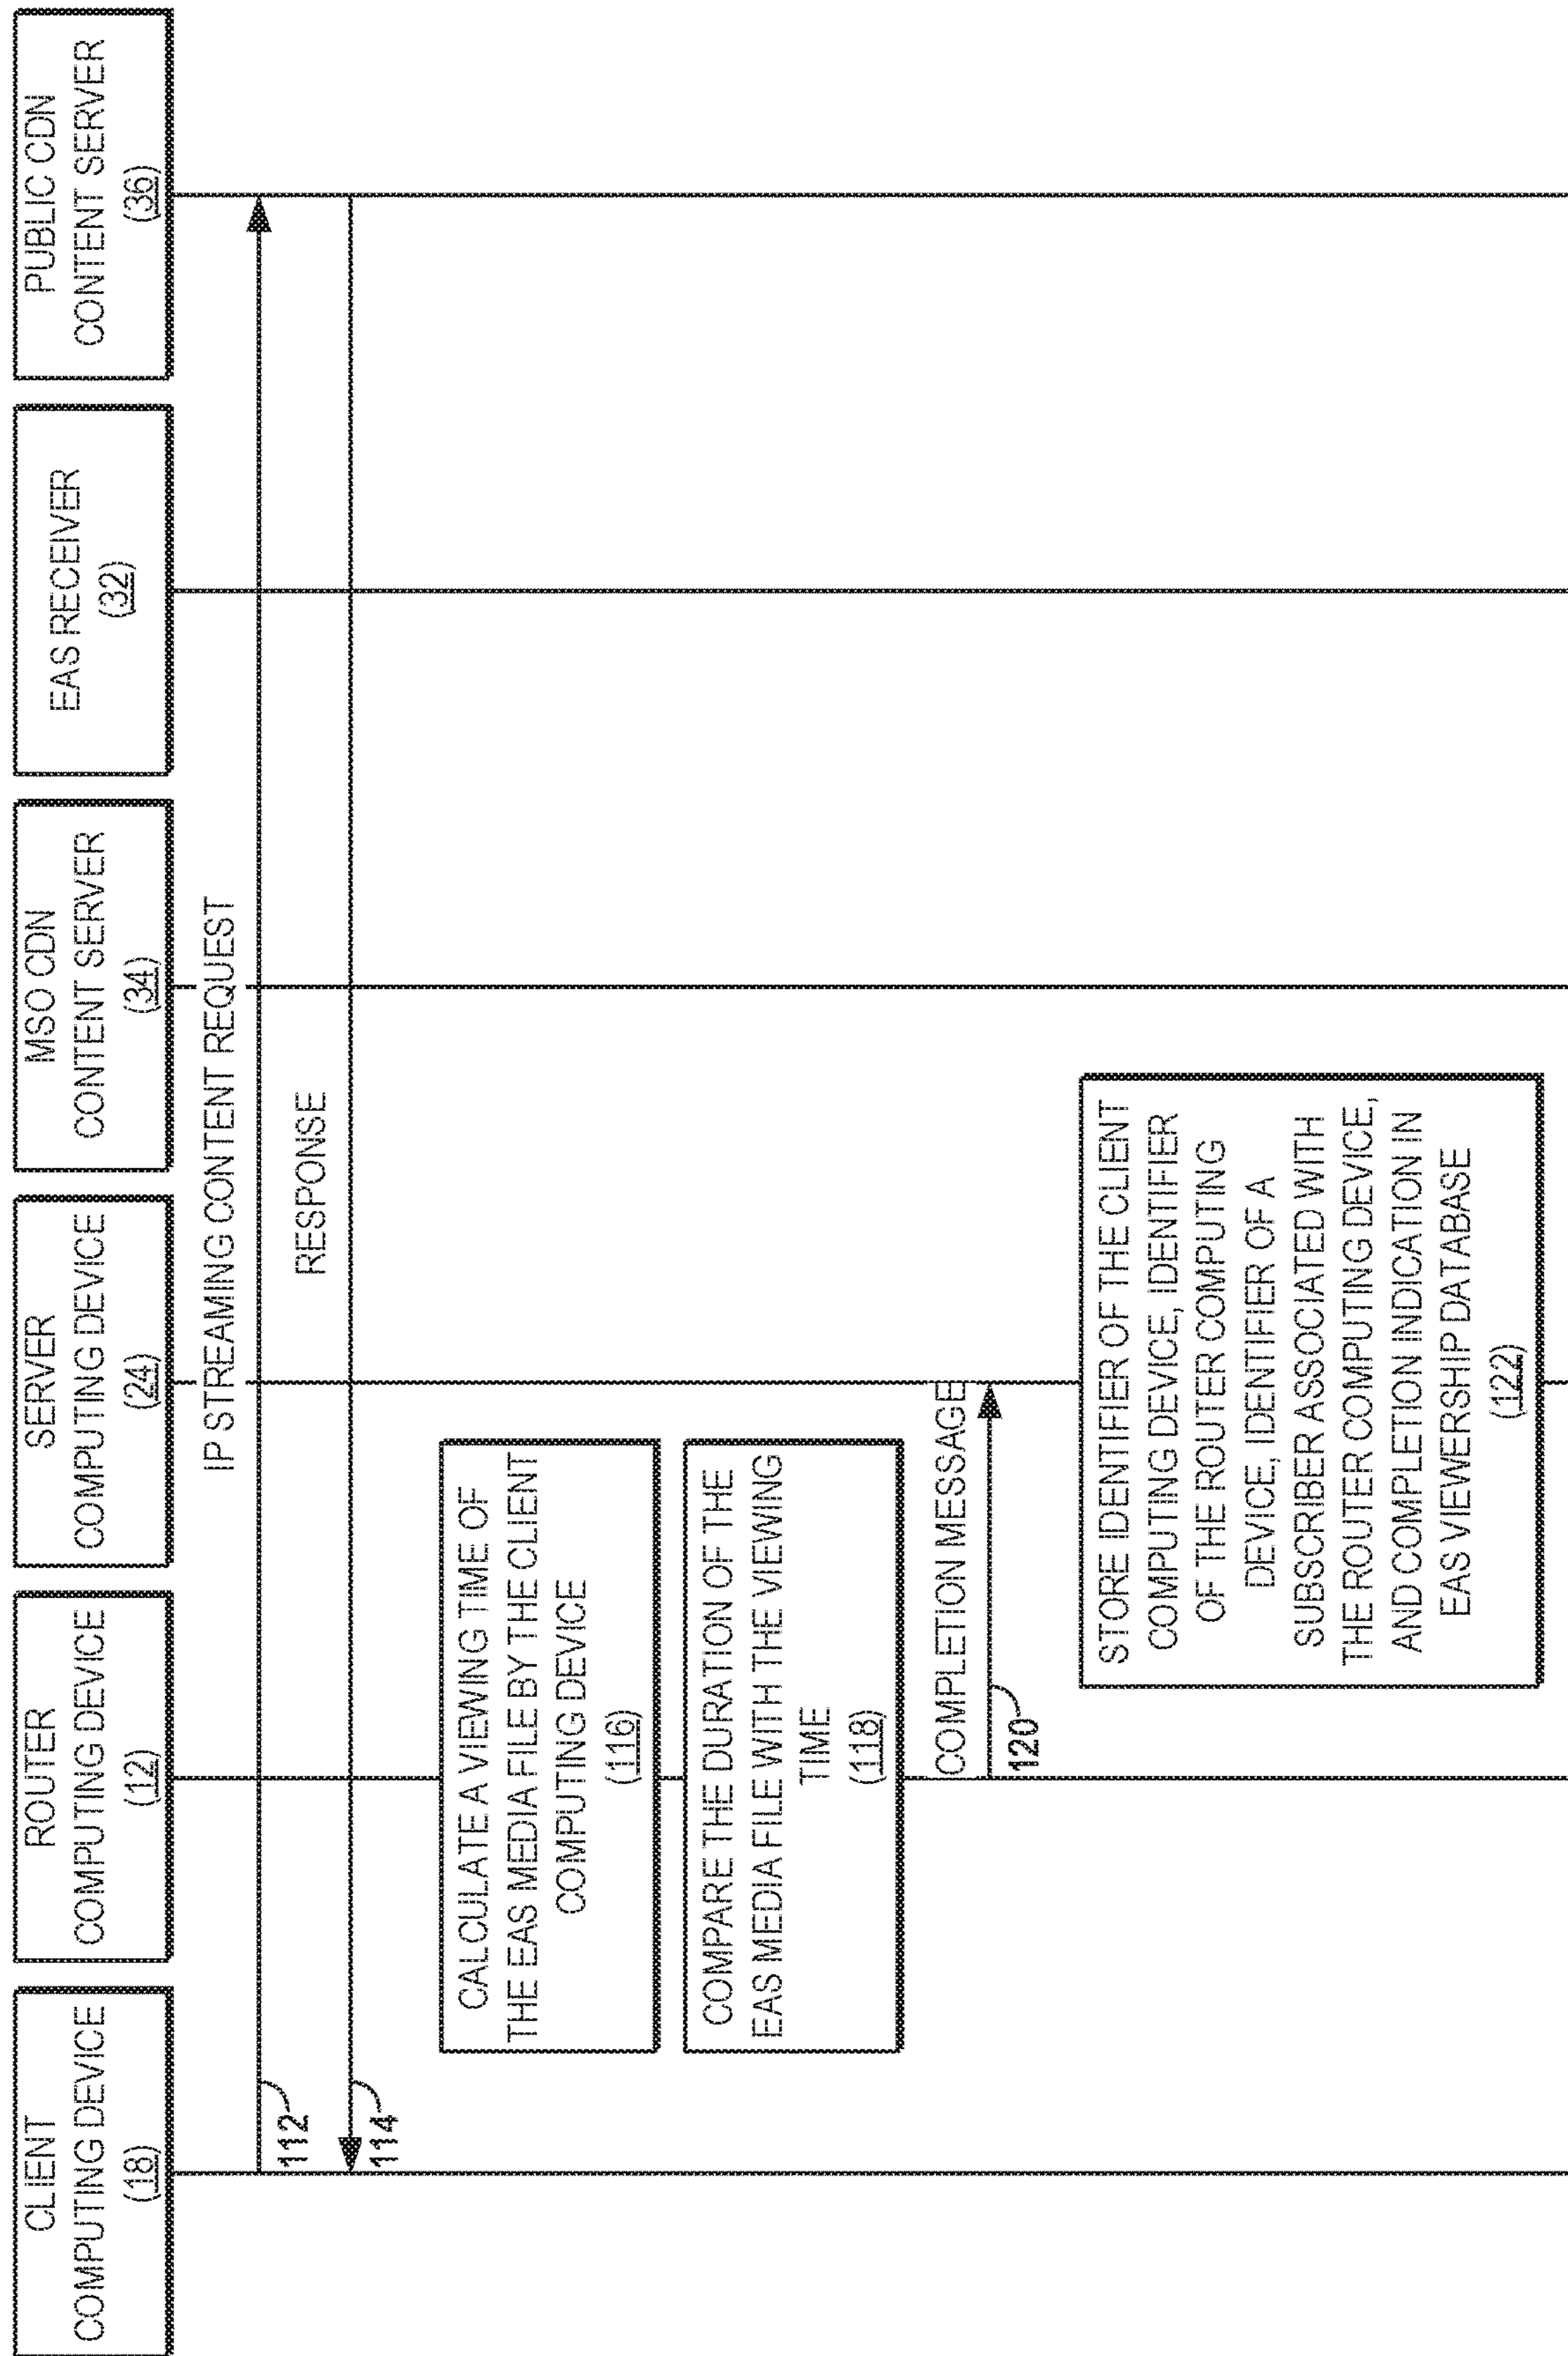 CLIENT
COMPUTING DEVICE
(18)
ROUTER
COMPUTING DEVICE
(12)
SERVER
COMPUTING DEVICE
(24)
MSO CDN
CONTENT SERVER
(34)
EAS RECEIVER
(32)
PUBLIC CDN
CONTENT SERVER
(36)
IP STREAMING CONTENT REQUEST
112
RESPONSE
114
CALCULATE A VIEWING TIME OF
THE EAS MEDIA FILE BY THE CLIENT
COMPUTING DEVICE
(116)
COMPARE THE DURATION OF THE
EAS MEDIA FILE WITH THE VIEWING
TIME
(118)
COMPLETION MESSAGE
120
STORE IDENTIFIER OF THE CLIENT
COMPUTING DEVICE, IDENTIFIER
OF THE ROUTER COMPUTING
DEVICE, IDENTIFIER OF A
SUBSCRIBER ASSOCIATED WITH
THE ROUTER COMPUTING DEVICE,
AND COMPLETION INDICATION IN
EAS VIEWERSHIP DATABASE
(122)